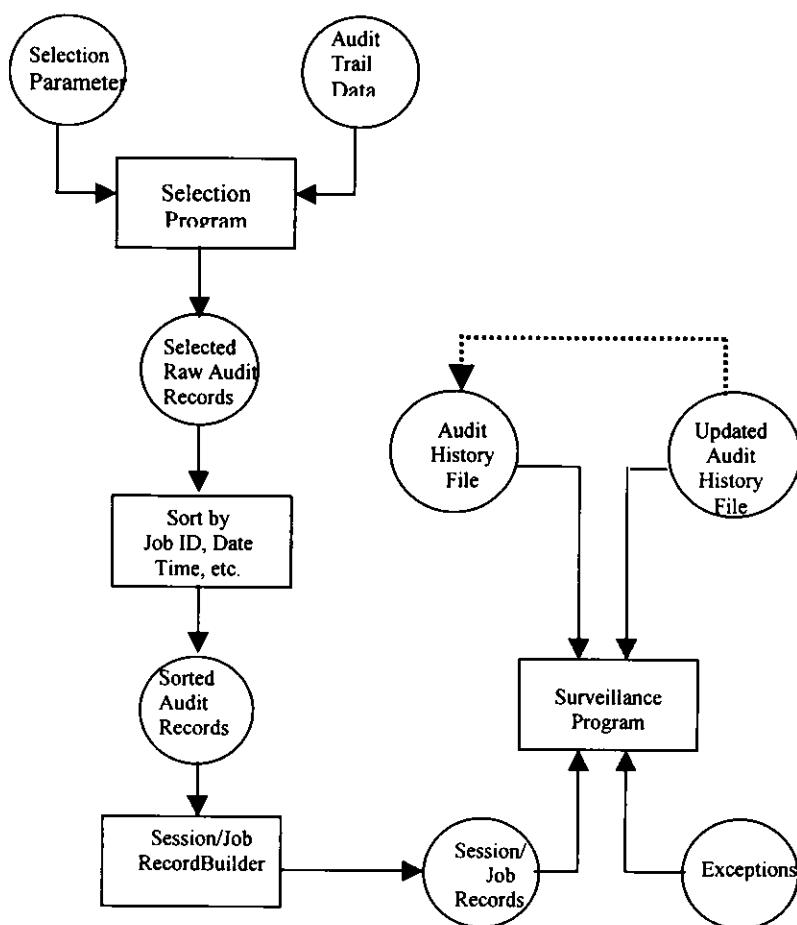 Selection
Parameter
Audit
Trail
Data
Selection
Program
Selected
Raw Audit
Records
Sort by
Job ID, Date
Time, etc.
Sorted
Audit
Records
Session/Job
RecordBuilder
Session/
Job
Records
Audit
History
File
Updated
Audit
History
File
Surveillance
Program
Exceptions